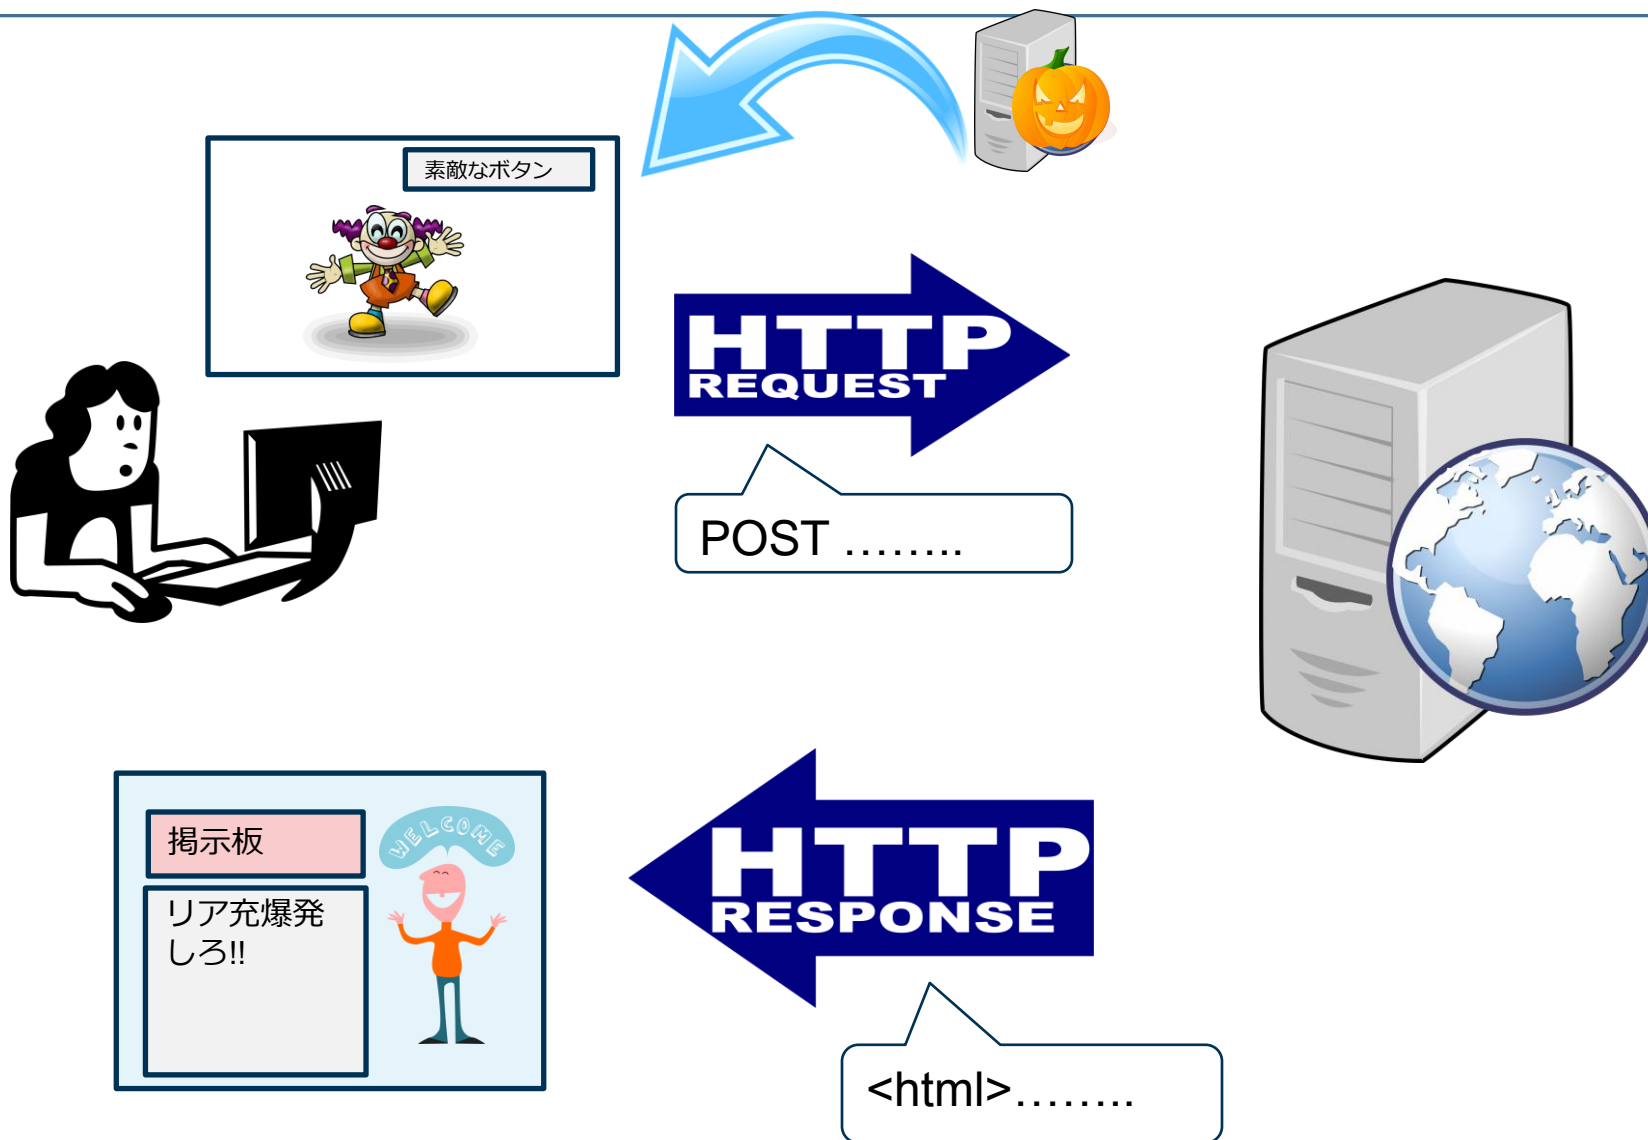 素敵なボタン
HTTP
REQUEST
POST ........
掲示板
WELCOME
リア充爆発
しろ!!
HTTP
RESPONSE
<html>........